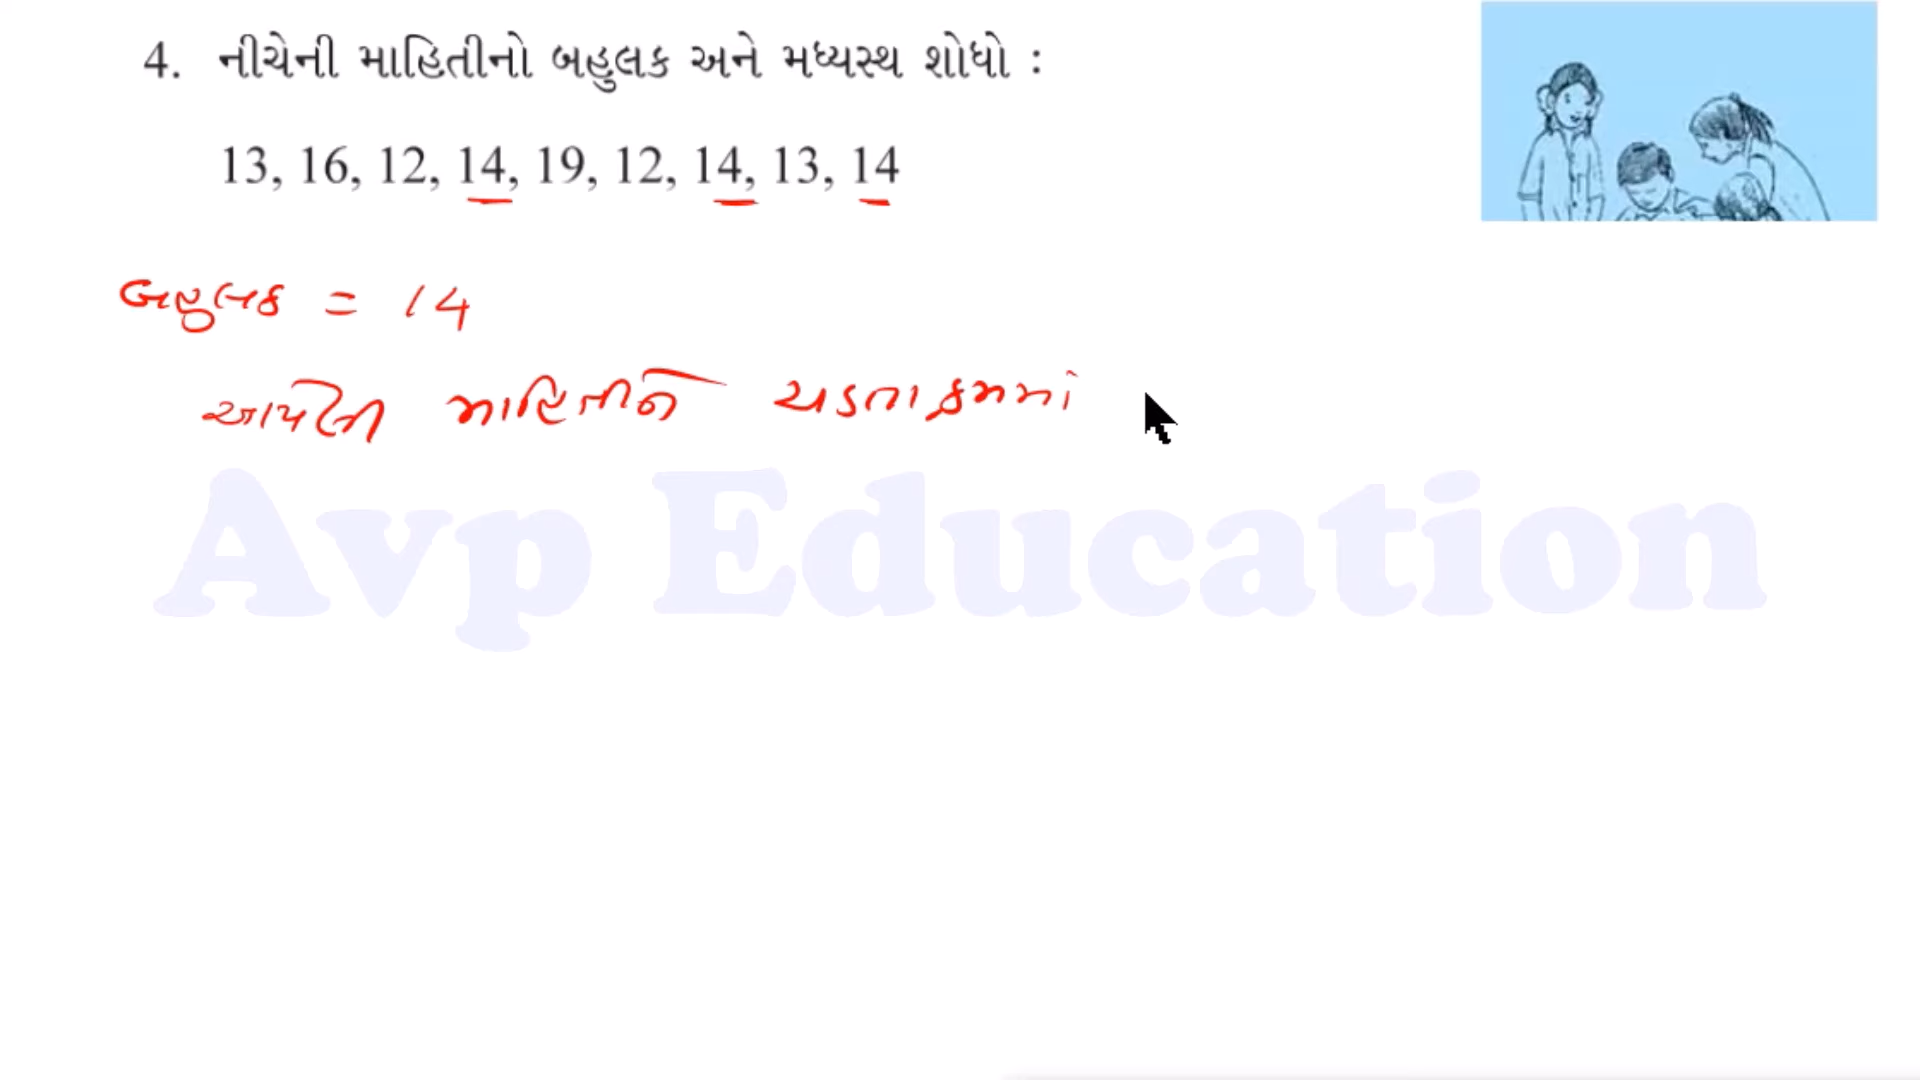 4. નીચેની માહિતીનો બહુલક અને મધ્યસ્થ શોધો :
13, 16, 12, 14, 19, 12, 14, 13, 14
બહુલક = 14
આપેલી માહિતીને ચડતાક્રમમાં
Avp Education